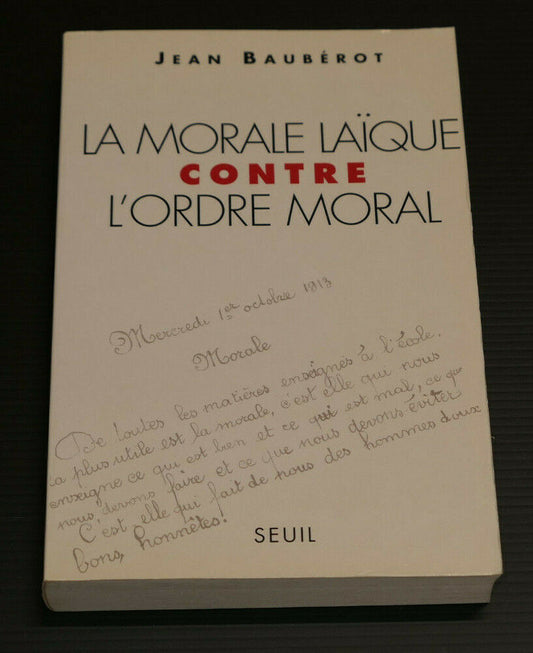 JEAN BAUBÉROT
LA MORALE LAÏQUE
CONTRE
L'ORDRE MORAL
Mercredi 1er octobre 1913
Morale
De toutes les matières enseignés à l'école,
la plus utile est la morale, c'est elle qui nous
enseigne ce qui est bien et ce qui est mal, ce que
nous devons faire et ce que nous devons éviter
C'est elle qui fait de nous des hommes doux
bons, honnêtes!
SEUIL